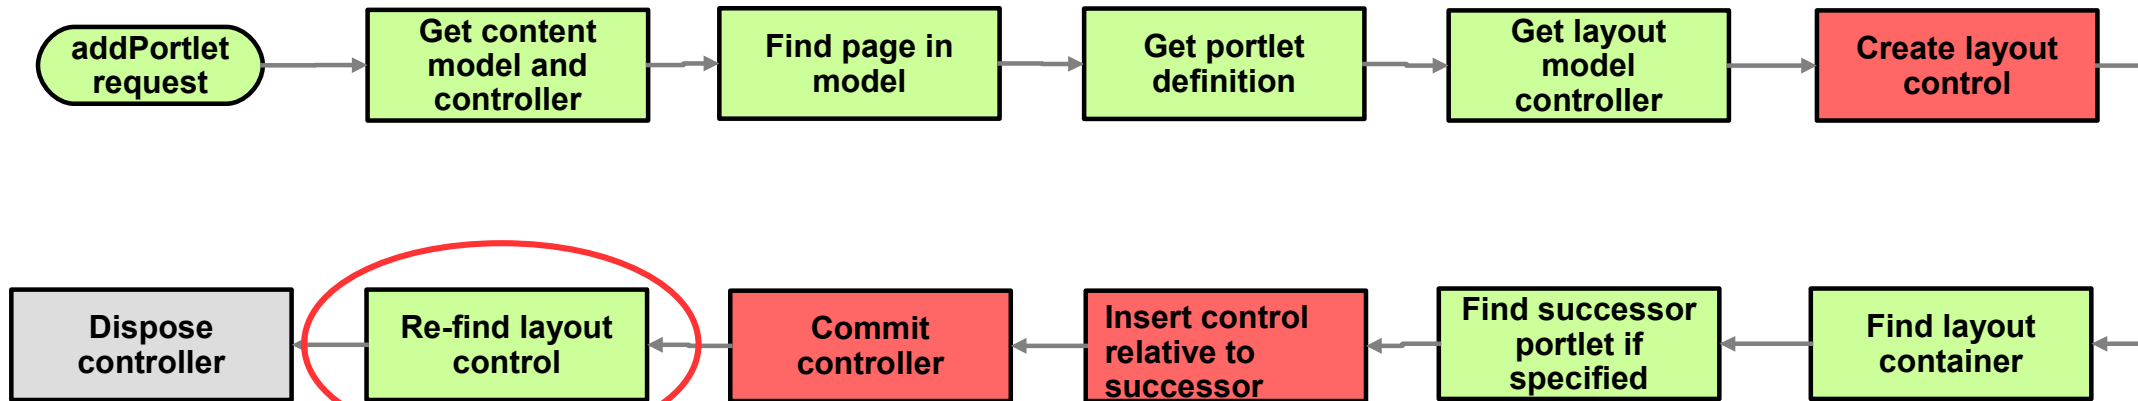 addPortlet
request
Get content
model and
controller
Find page in
model
Get portlet
definition
Get layout
model
controller
Create layout
control
Dispose
controller
Re-find layout
control
Commit
controller
Insert control
relative to
successor
Find successor
portlet if
specified
Find layout
container